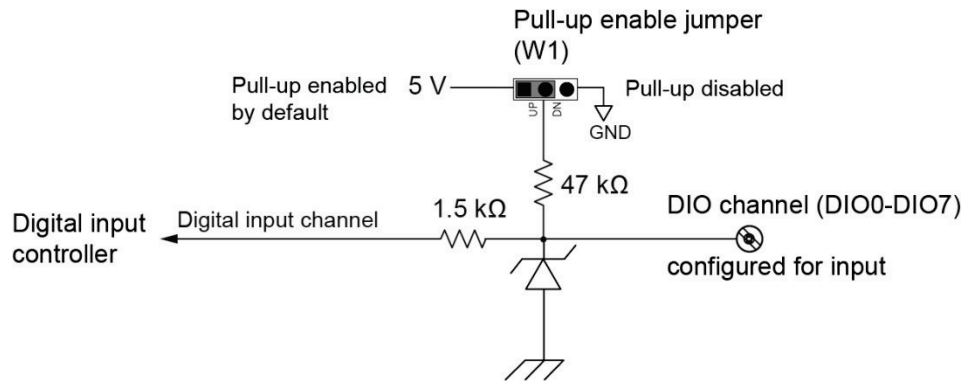 Pull-up enable jumper
(W1)
Pull-up enabled
by default
5 V
UP
DN
Pull-up disabled
GND
47 kΩ
1.5 kΩ
DIO channel (DIO0-DIO7)
Digital input
controller
Digital input channel
configured for input